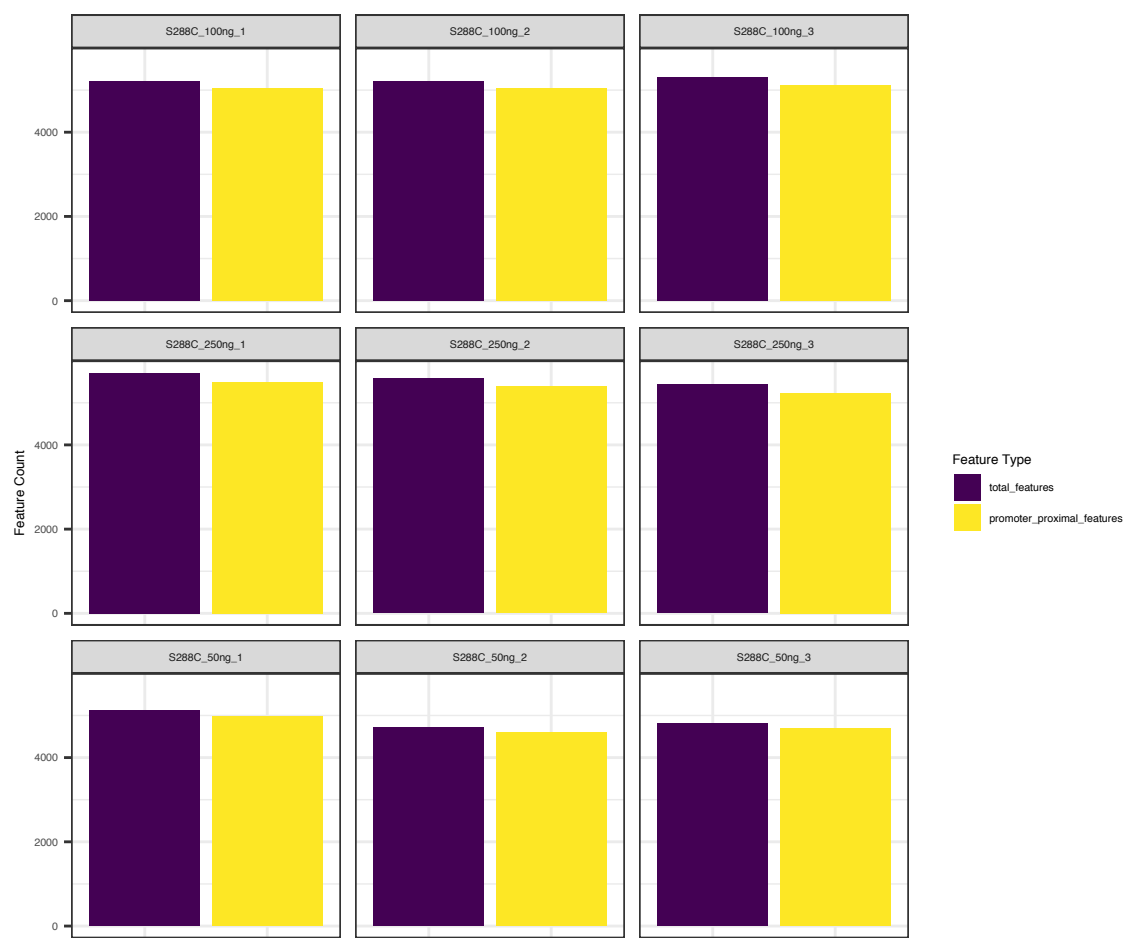 S288C_100ng_1
S288C_100ng_2
S288C_100ng_3
4000
2000
0
S288C_250ng_1
S288C_250ng_2
S288C_250ng_3
4000
2000
0
Feature Count
Feature Type
total_features
promoter_proximal_features
S288C_50ng_1
S288C_50ng_2
S288C_50ng_3
4000
2000
0